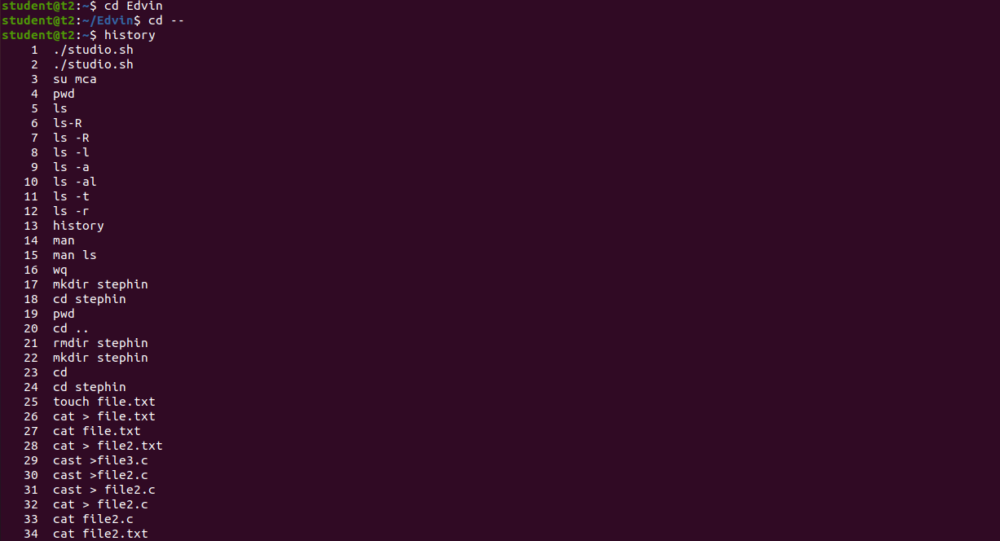 student@t2:~$ cd Edvin
student@t2:~/Edvin$ cd --
student@t2:~$ history
    1  ./studio.sh
    2  ./studio.sh
    3  su mca
    4  pwd
    5  ls
    6  ls-R
    7  ls -R
    8  ls -l
    9  ls -a
   10  ls -al
   11  ls -t
   12  ls -r
   13  history
   14  man
   15  man ls
   16  wq
   17  mkdir stephin
   18  cd stephin
   19  pwd
   20  cd ..
   21  rmdir stephin
   22  mkdir stephin
   23  cd
   24  cd stephin
   25  touch file.txt
   26  cat > file.txt
   27  cat file.txt
   28  cat > file2.txt
   29  cast >file3.c
   30  cast >file2.c
   31  cast > file2.c
   32  cat > file2.c
   33  cat file2.c
   34  cat file2.txt